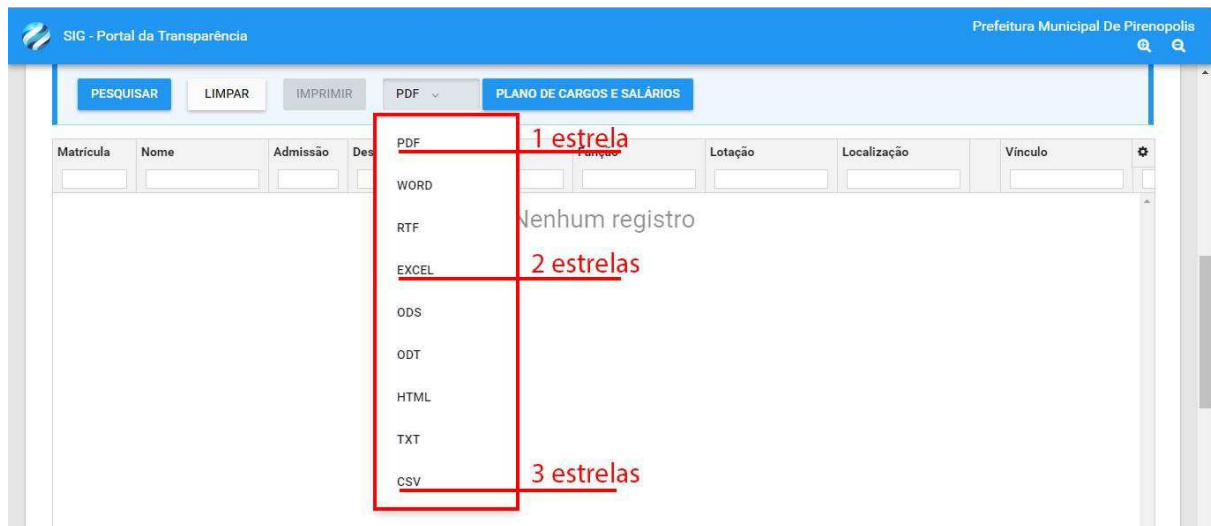 SIG - Portal da Transparência
Prefeitura Municipal De Pirenopolis
PESQUISAR LIMPAR IMPRIMIR PDF PLANO DE CARGOS E SALÁRIOS
Matrícula Nome Admissão Des Função Lotação Localização Vínculo
PDF 1 estrela
WORD
Nenhum registro
RTF
EXCEL 2 estrelas
ODS
ODT
HTML
TXT
CSV 3 estrelas